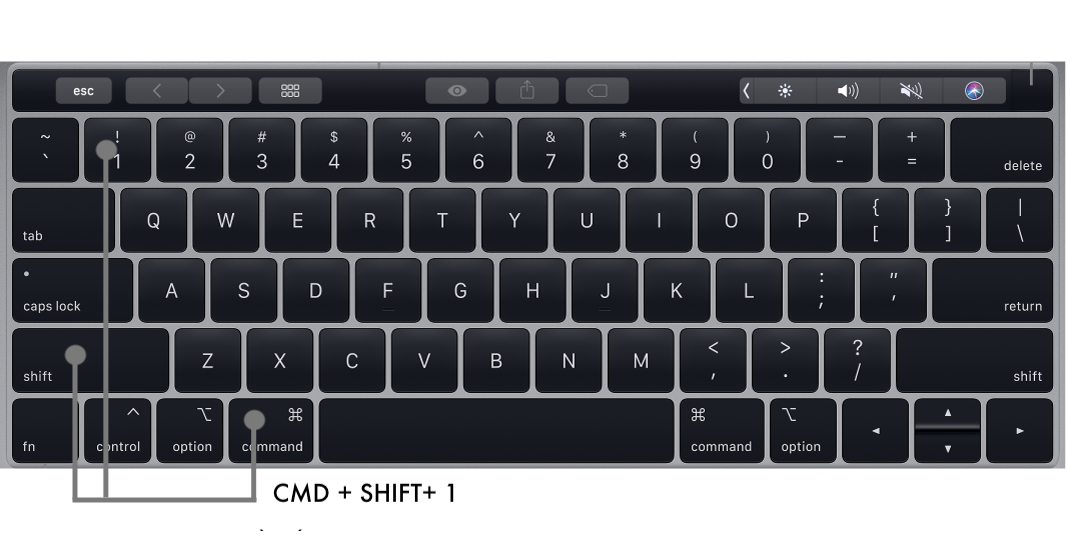 esc
~ ! @ # $ % ^ & * ( ) — +
` 1 2 3 4 5 6 7 8 9 0 - = delete
tab Q W E R T Y U I O P { [ } ] | \
caps lock A S D F G H J K L : ; " ' return
shift Z X C V B N M < , > . ? / shift
fn ^ control ⌥ option ⌘ command ⌘ command ⌥ option ◂ ▴ ▾ ▸
CMD + SHIFT+ 1